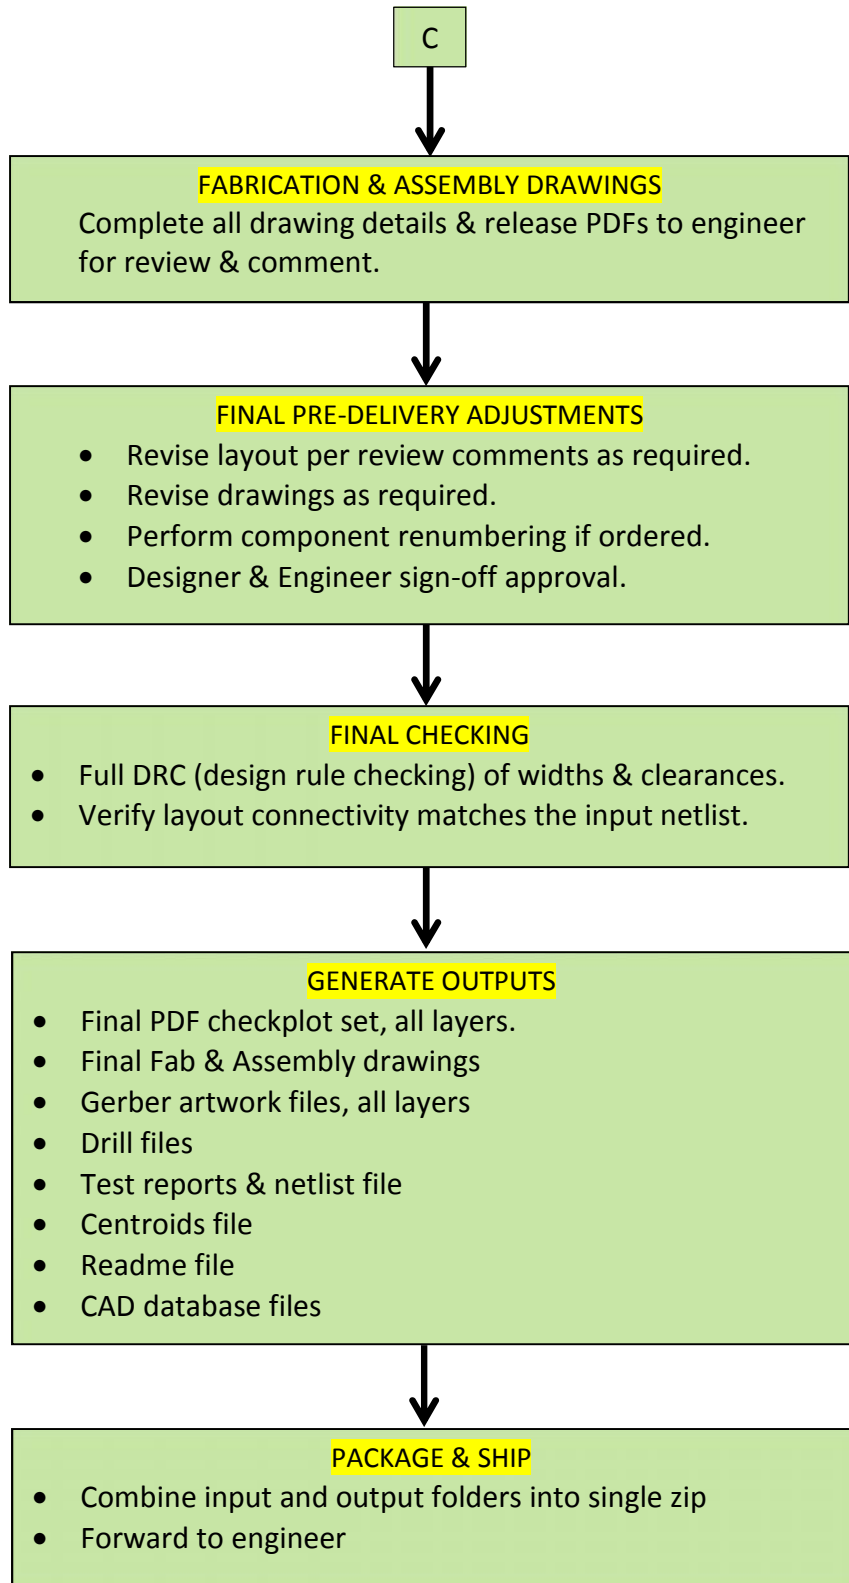 C
FABRICATION & ASSEMBLY DRAWINGS
Complete all drawing details & release PDFs to engineer
for review & comment.
FINAL PRE-DELIVERY ADJUSTMENTS
• Revise layout per review comments as required.
• Revise drawings as required.
• Perform component renumbering if ordered.
• Designer & Engineer sign-off approval.
FINAL CHECKING
• Full DRC (design rule checking) of widths & clearances.
• Verify layout connectivity matches the input netlist.
GENERATE OUTPUTS
• Final PDF checkplot set, all layers.
• Final Fab & Assembly drawings
• Gerber artwork files, all layers
• Drill files
• Test reports & netlist file
• Centroids file
• Readme file
• CAD database files
PACKAGE & SHIP
• Combine input and output folders into single zip
• Forward to engineer